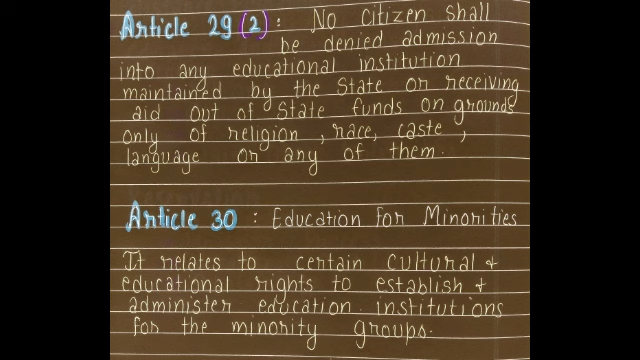 Article 29(2): No citizen shall
be denied admission
into any educational institution
maintained by the State or receiving
aid out of State funds on grounds
only of religion, race, caste,
language or any of them.
Article 30 : Education For Minorities
It relates to certain cultural &
educational rights to establish &
administer education institutions
for the minority groups.